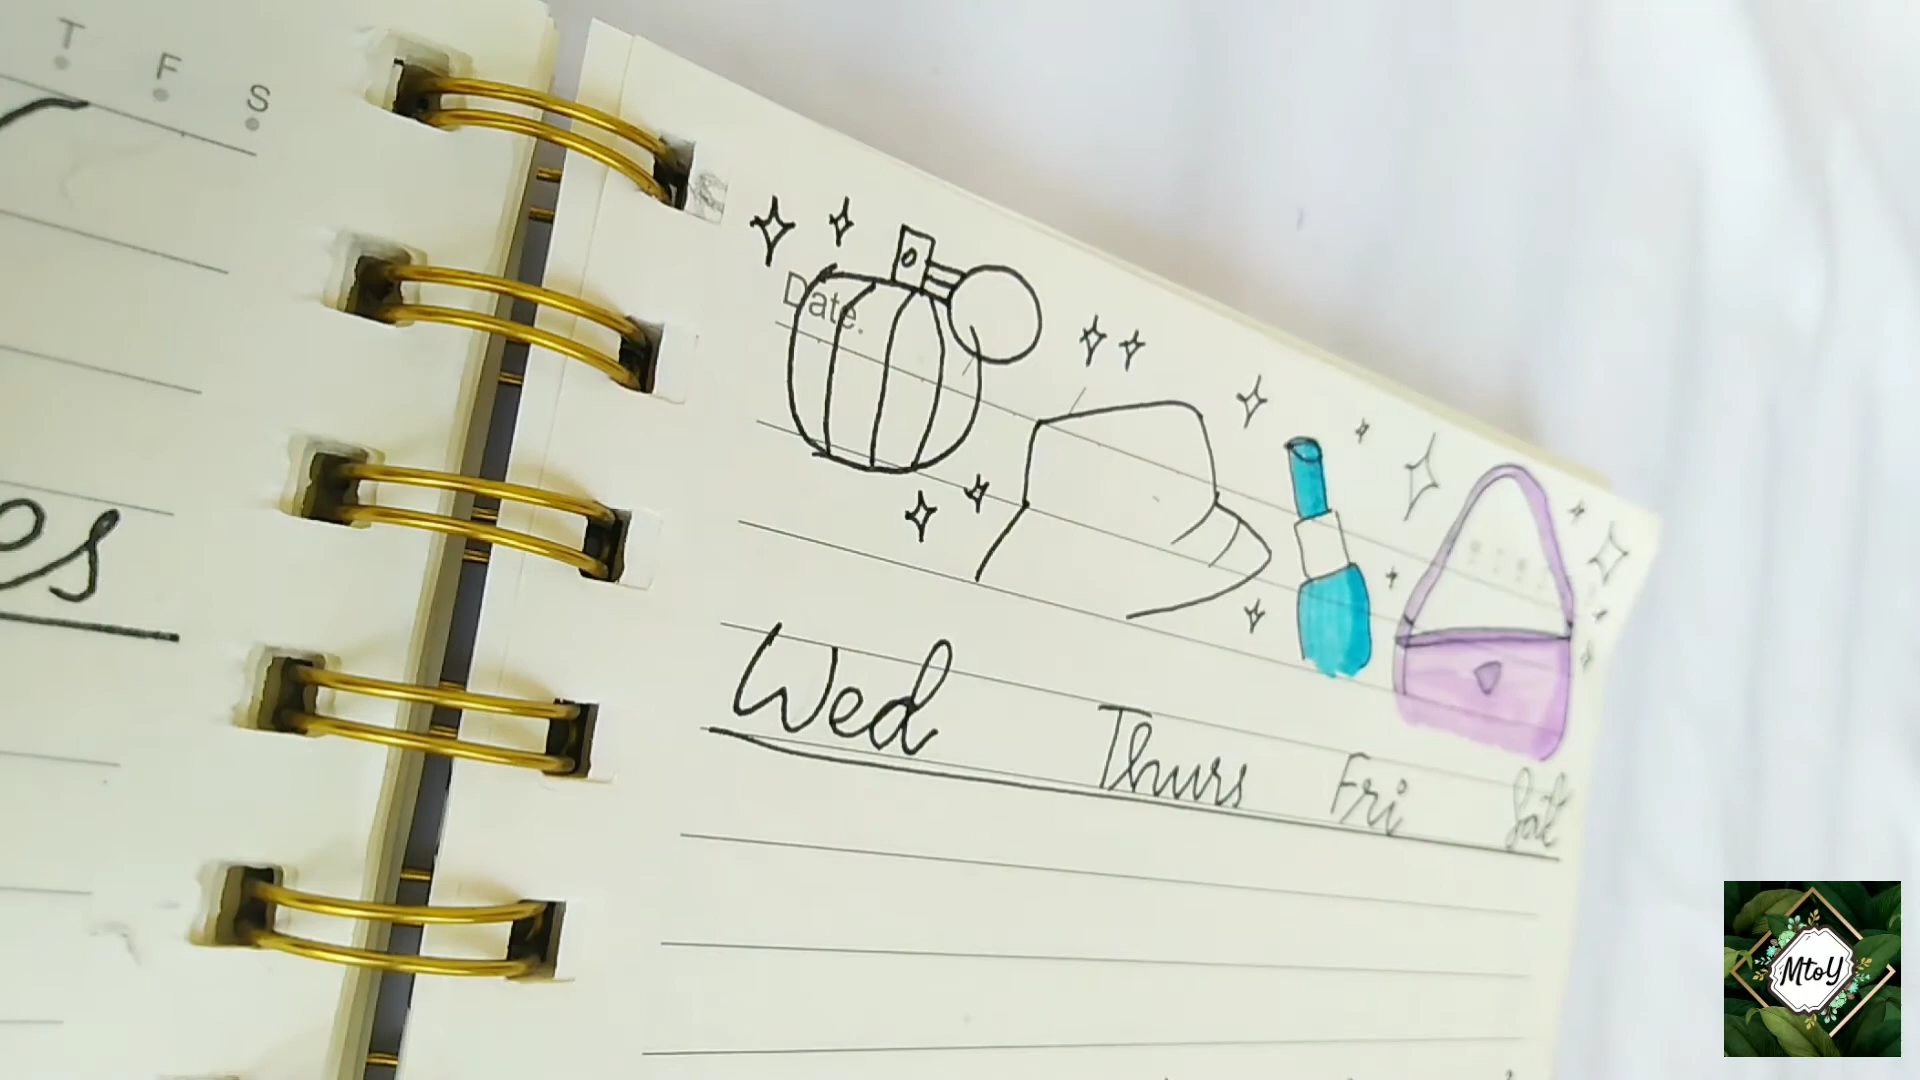 T F S
es
Date.
Wed Thurs Fri Sat
MtoY